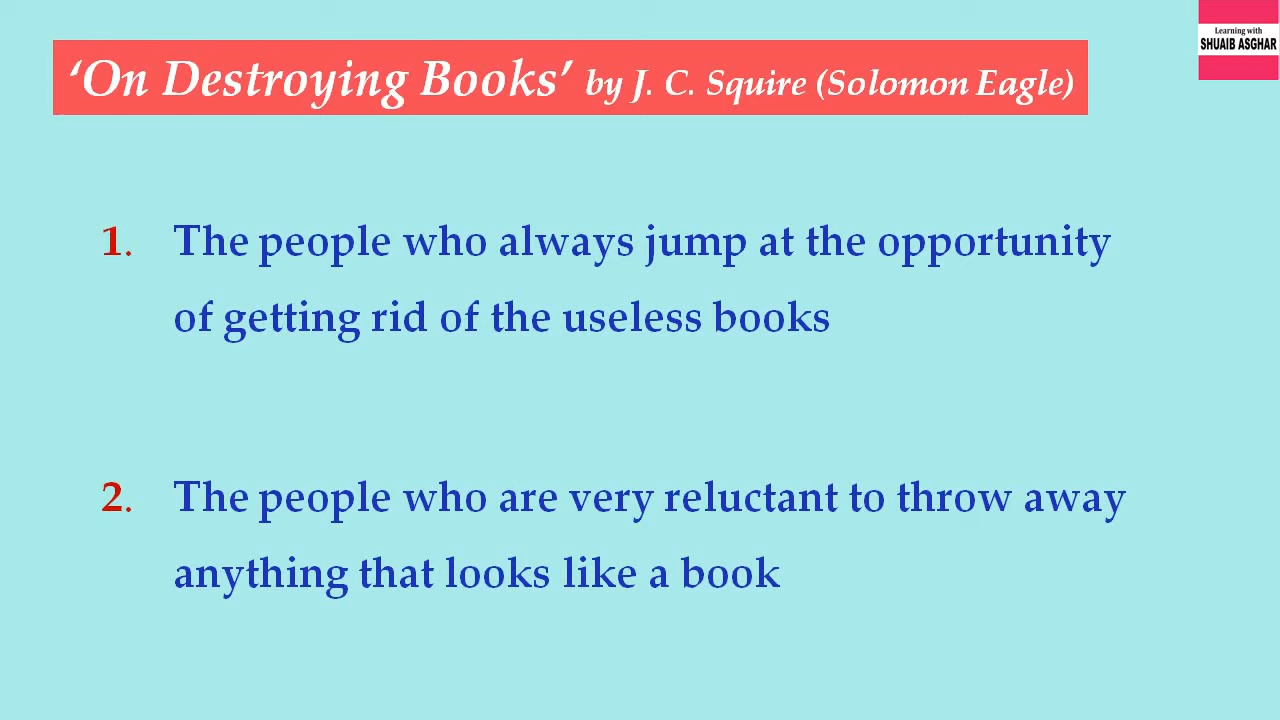 Learning with
SHUAIB ASGHAR
‘On Destroying Books’ by J. C. Squire (Solomon Eagle)
1. The people who always jump at the opportunity
of getting rid of the useless books
2. The people who are very reluctant to throw away
anything that looks like a book